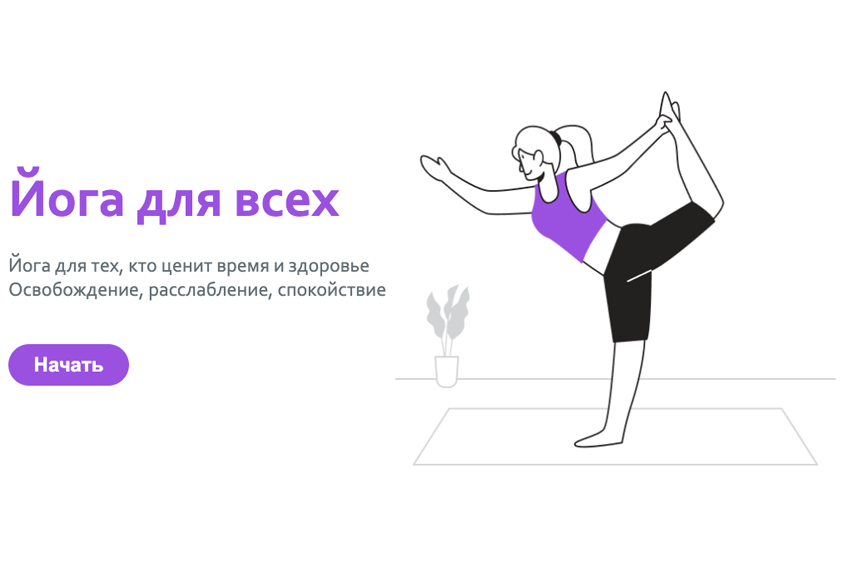 Йога для всех
Йога для тех, кто ценит время и здоровье
Освобождение, расслабление, спокойствие
Начать